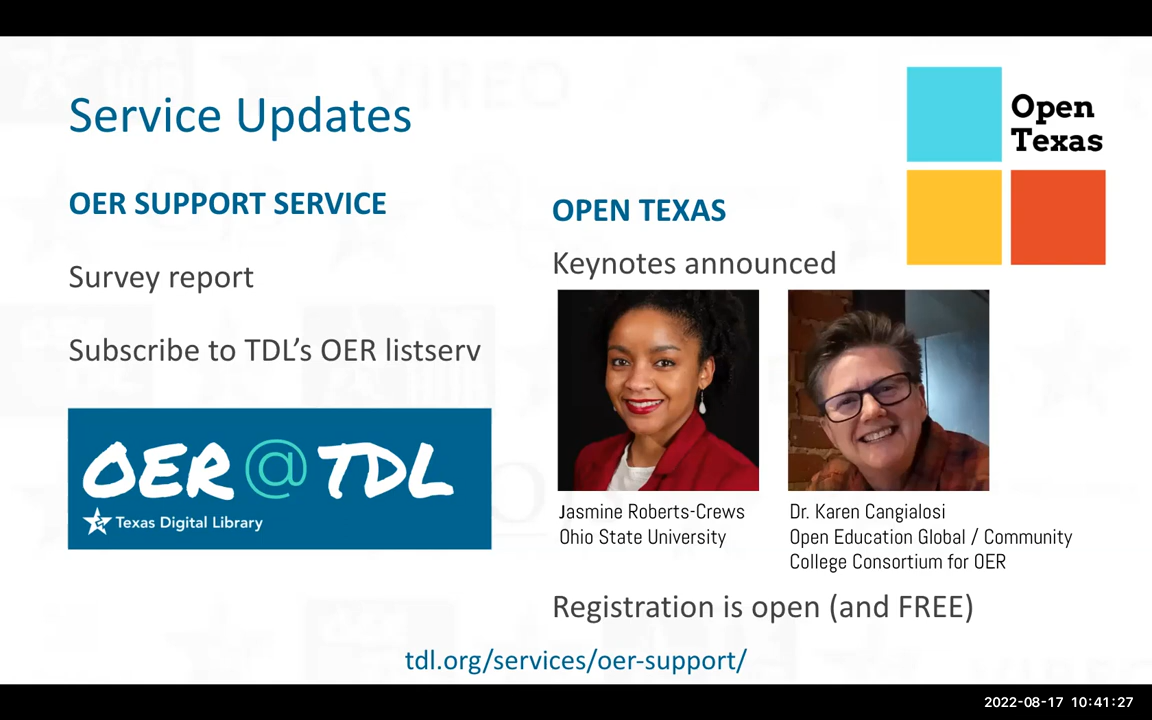 Service Updates
OER SUPPORT SERVICE
Survey report
Subscribe to TDL’s OER listserv
OER@TDL
Texas Digital Library
Open
Texas
OPEN TEXAS
Keynotes announced
Jasmine Roberts-Crews
Ohio State University
Dr. Karen Cangialosi
Open Education Global / Community
College Consortium for OER
Registration is open (and FREE)
tdl.org/services/oer-support/
2022-08-17 10:41:27
VIREO